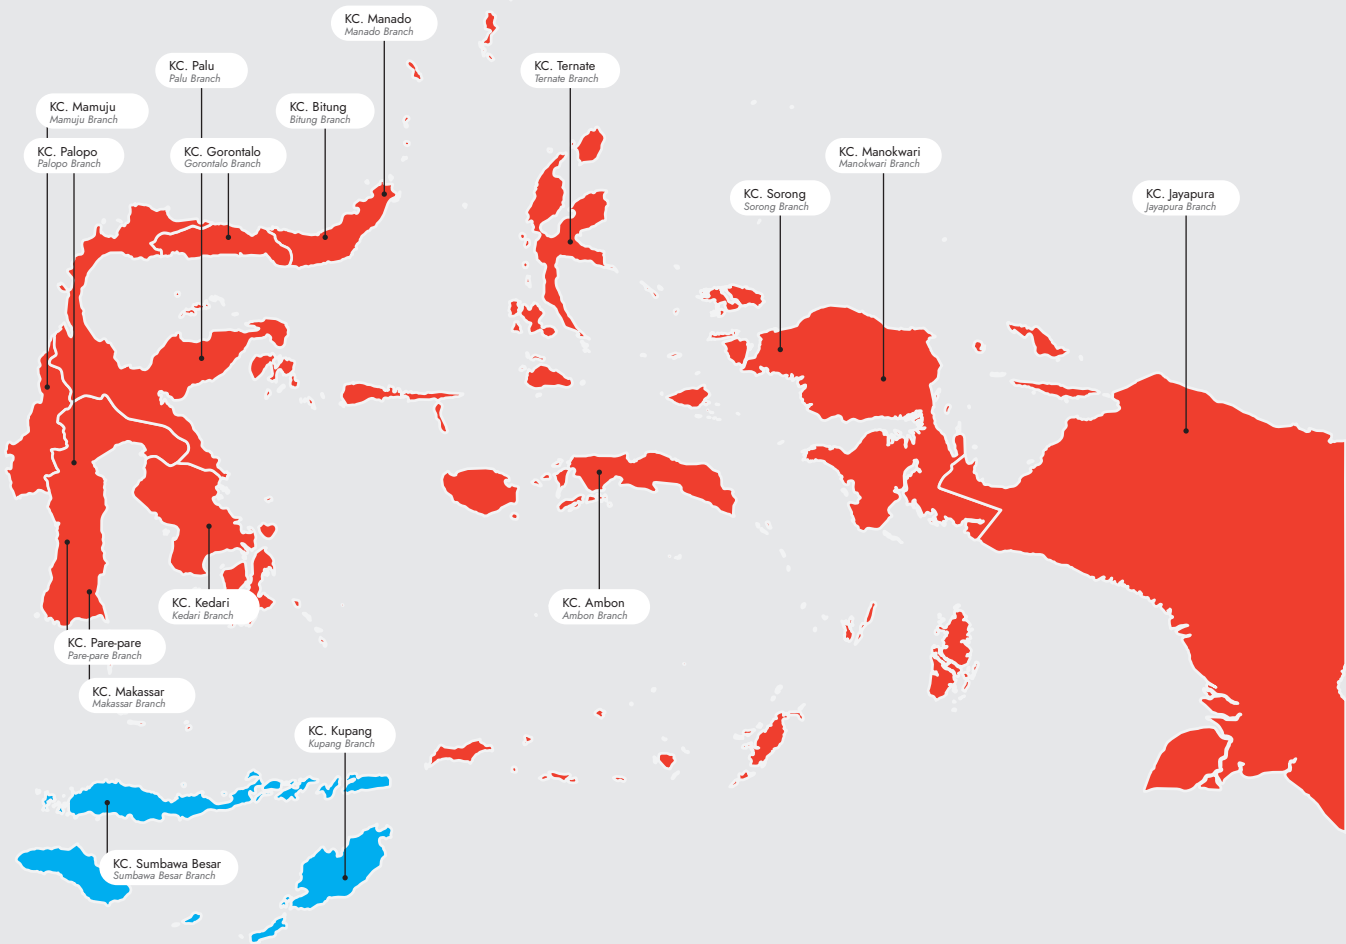 KC. Manado
Manado Branch
KC. Palu
Palu Branch
KC. Ternate
Ternate Branch
KC. Mamuju
Mamuju Branch
KC. Bitung
Bitung Branch
KC. Palopo
Palopo Branch
KC. Gorontalo
Gorontalo Branch
KC. Manokwari
Manokwari Branch
KC. Sorong
Sorong Branch
KC. Jayapura
Jayapura Branch
KC. Kedari
Kedari Branch
KC. Ambon
Ambon Branch
KC. Pare-pare
Pare-pare Branch
KC. Makassar
Makassar Branch
KC. Kupang
Kupang Branch
KC. Sumbawa Besar
Sumbawa Besar Branch